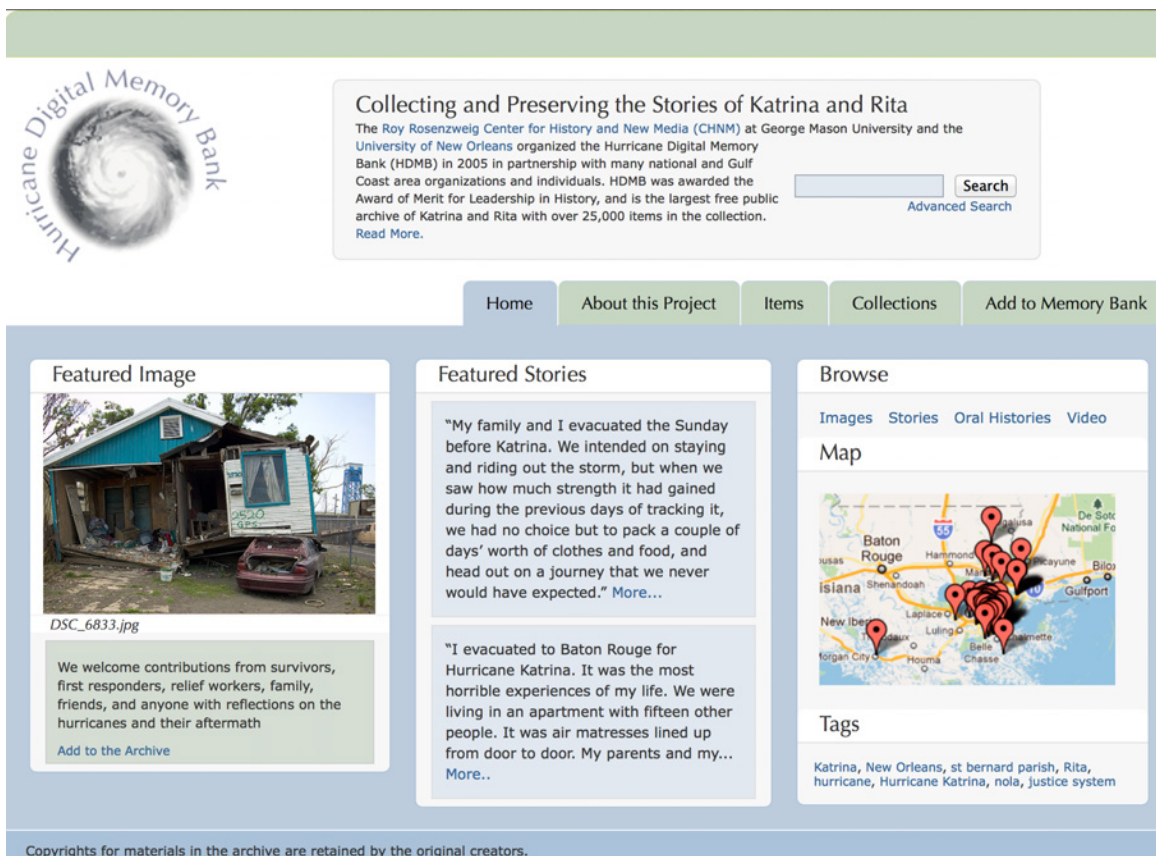 Hurricane Digital Memory Bank
Collecting and Preserving the Stories of Katrina and Rita
The Roy Rosenzweig Center for History and New Media (CHNM) at George Mason University and the
University of New Orleans organized the Hurricane Digital Memory
Bank (HDMB) in 2005 in partnership with many national and Gulf
Coast area organizations and individuals. HDMB was awarded the
Award of Merit for Leadership in History, and is the largest free public
archive of Katrina and Rita with over 25,000 items in the collection.
Read More.
Search
Advanced Search
Home
About this Project
Items
Collections
Add to Memory Bank
Featured Image
2520
G.P.S.
DSC_6833.jpg
We welcome contributions from survivors,
first responders, relief workers, family,
friends, and anyone with reflections on the
hurricanes and their aftermath
Add to the Archive
Featured Stories
"My family and I evacuated the Sunday
before Katrina. We intended on staying
and riding out the storm, but when we
saw how much strength it had gained
during the previous days of tracking it,
we had no choice but to pack a couple of
days' worth of clothes and food, and
head out on a journey that we never
would have expected." More...
"I evacuated to Baton Rouge for
Hurricane Katrina. It was the most
horrible experiences of my life. We were
living in an apartment with fifteen other
people. It was air matresses lined up
from door to door. My parents and my...
More..
Browse
Images Stories Oral Histories Video
Map
55
De Soto
National Fo
Baton
Rouge
Hammond
Picayune
Bilo
isiana
Shenandoah
10
Gulfport
Laplace
New Iberi
Luling
Morgan City
Houma
Belle
Chasse
Tags
Katrina, New Orleans, st bernard parish, Rita,
hurricane, Hurricane Katrina, nola, justice system
Copyrights for materials in the archive are retained by the original creators.